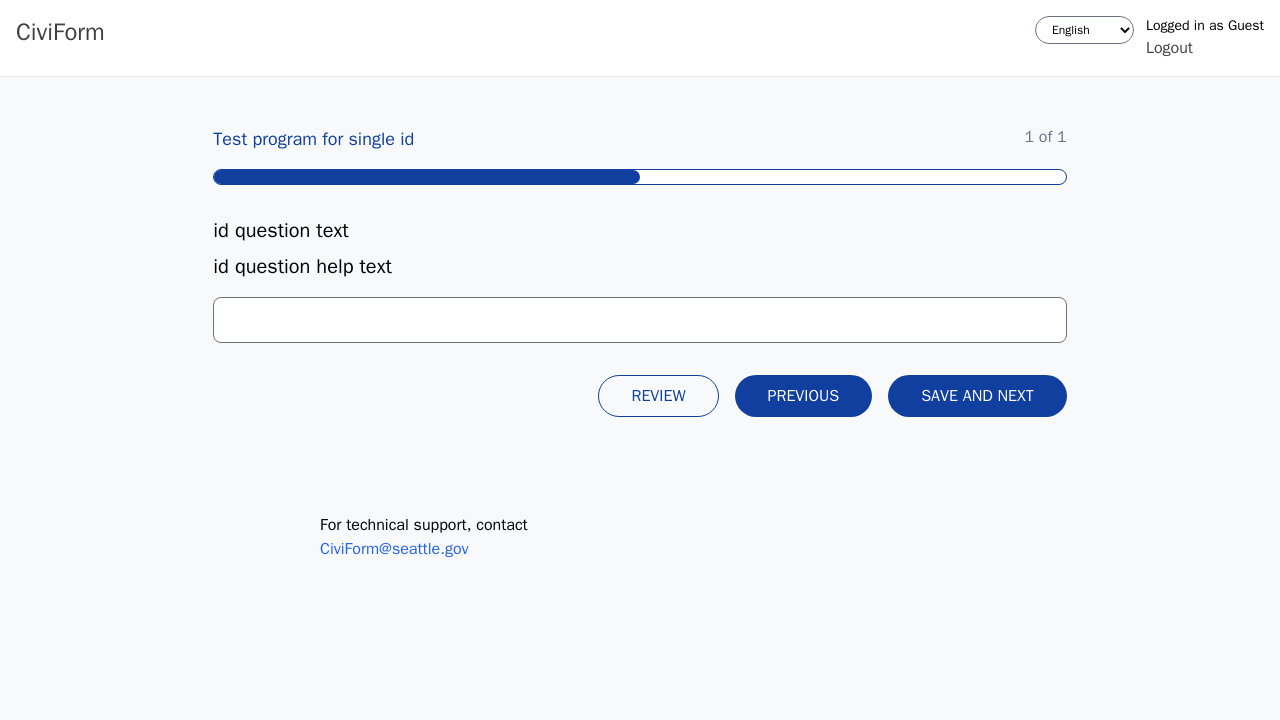 CiviForm
English
Logged in as Guest
Logout
Test program for single id
1 of 1
id question text
id question help text
REVIEW
PREVIOUS
SAVE AND NEXT
For technical support, contact
CiviForm@seattle.gov